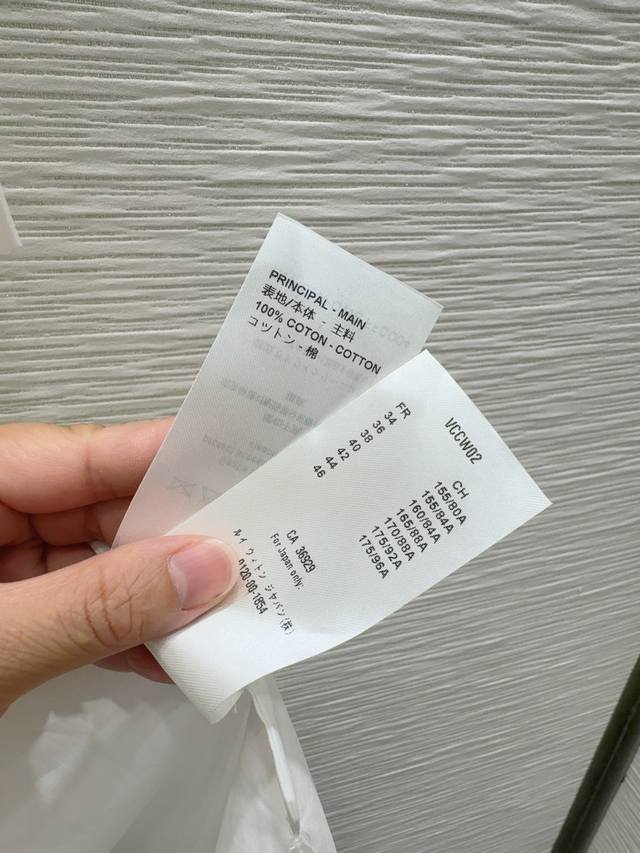 PRINCIPAL - MAIN
表地/本体 - 主料
100% COTON - COTTON
コットン - 棉
VCCW02
FR CH
34 155/80A
36 155/84A
38 160/84A
40 165/88A
42 170/88A
44 175/92A
46 175/96A
CA 36929
For Japan only:
ルイ ヴィトン ジャパン(株)
0120-00-1854